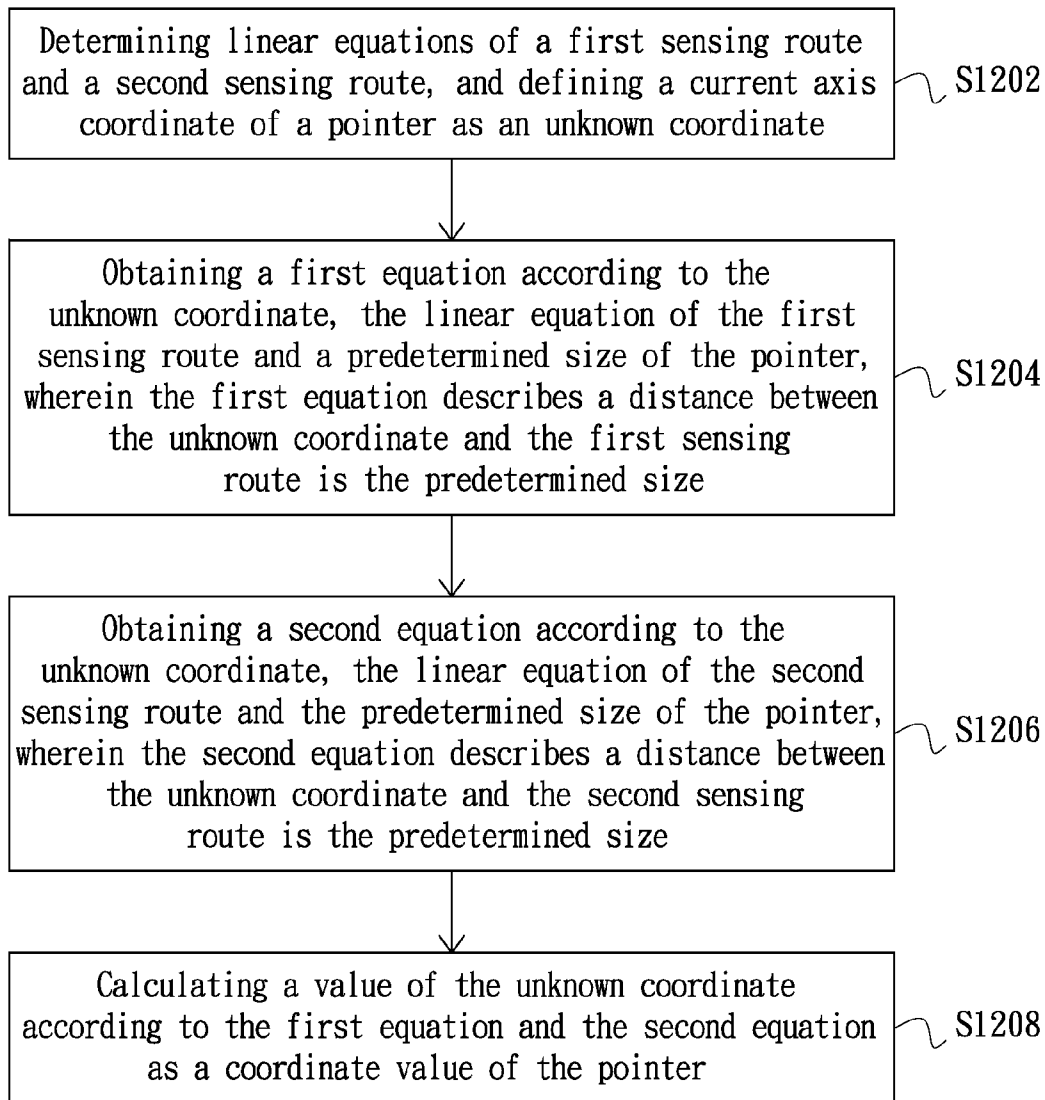 Determining linear equations of a first sensing route
and a second sensing route, and defining a current axis
coordinate of a pointer as an unknown coordinate
S1202
Obtaining a first equation according to the
unknown coordinate, the linear equation of the first
sensing route and a predetermined size of the pointer,
wherein the first equation describes a distance between
the unknown coordinate and the first sensing
route is the predetermined size
S1204
Obtaining a second equation according to the
unknown coordinate, the linear equation of the second
sensing route and the predetermined size of the pointer,
wherein the second equation describes a distance between
the unknown coordinate and the second sensing
route is the predetermined size
S1206
Calculating a value of the unknown coordinate
according to the first equation and the second equation
as a coordinate value of the pointer
S1208